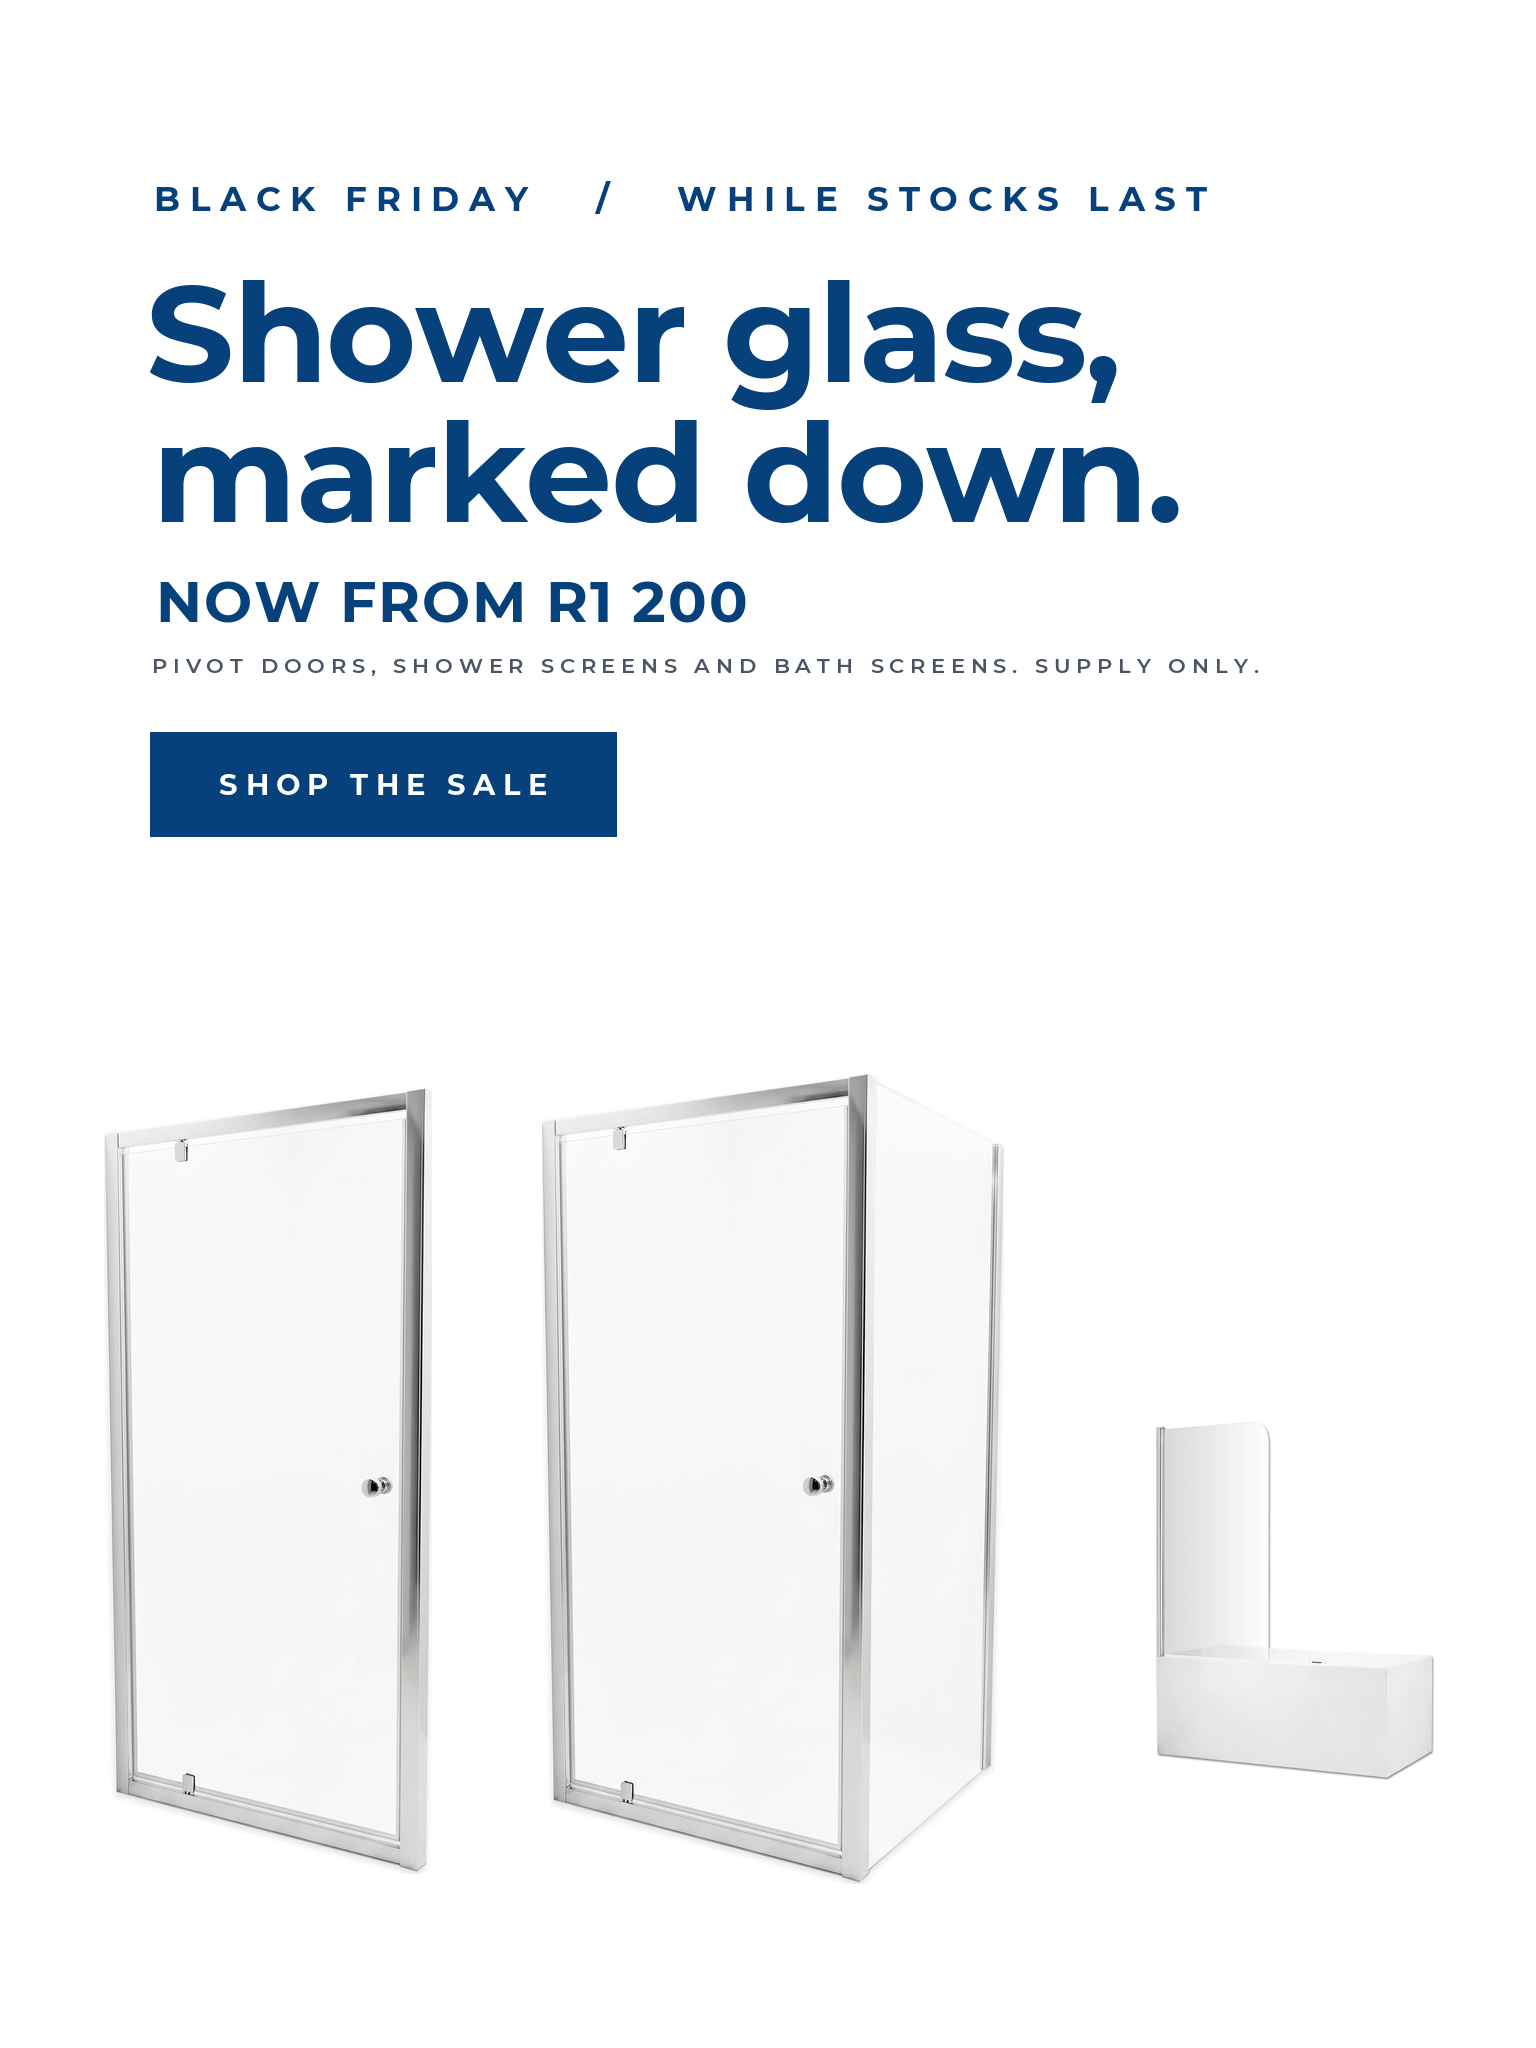 BLACK FRIDAY / WHILE STOCKS LAST
Shower glass,
marked down.
NOW FROM R1 200
PIVOT DOORS, SHOWER SCREENS AND BATH SCREENS. SUPPLY ONLY.
SHOP THE SALE